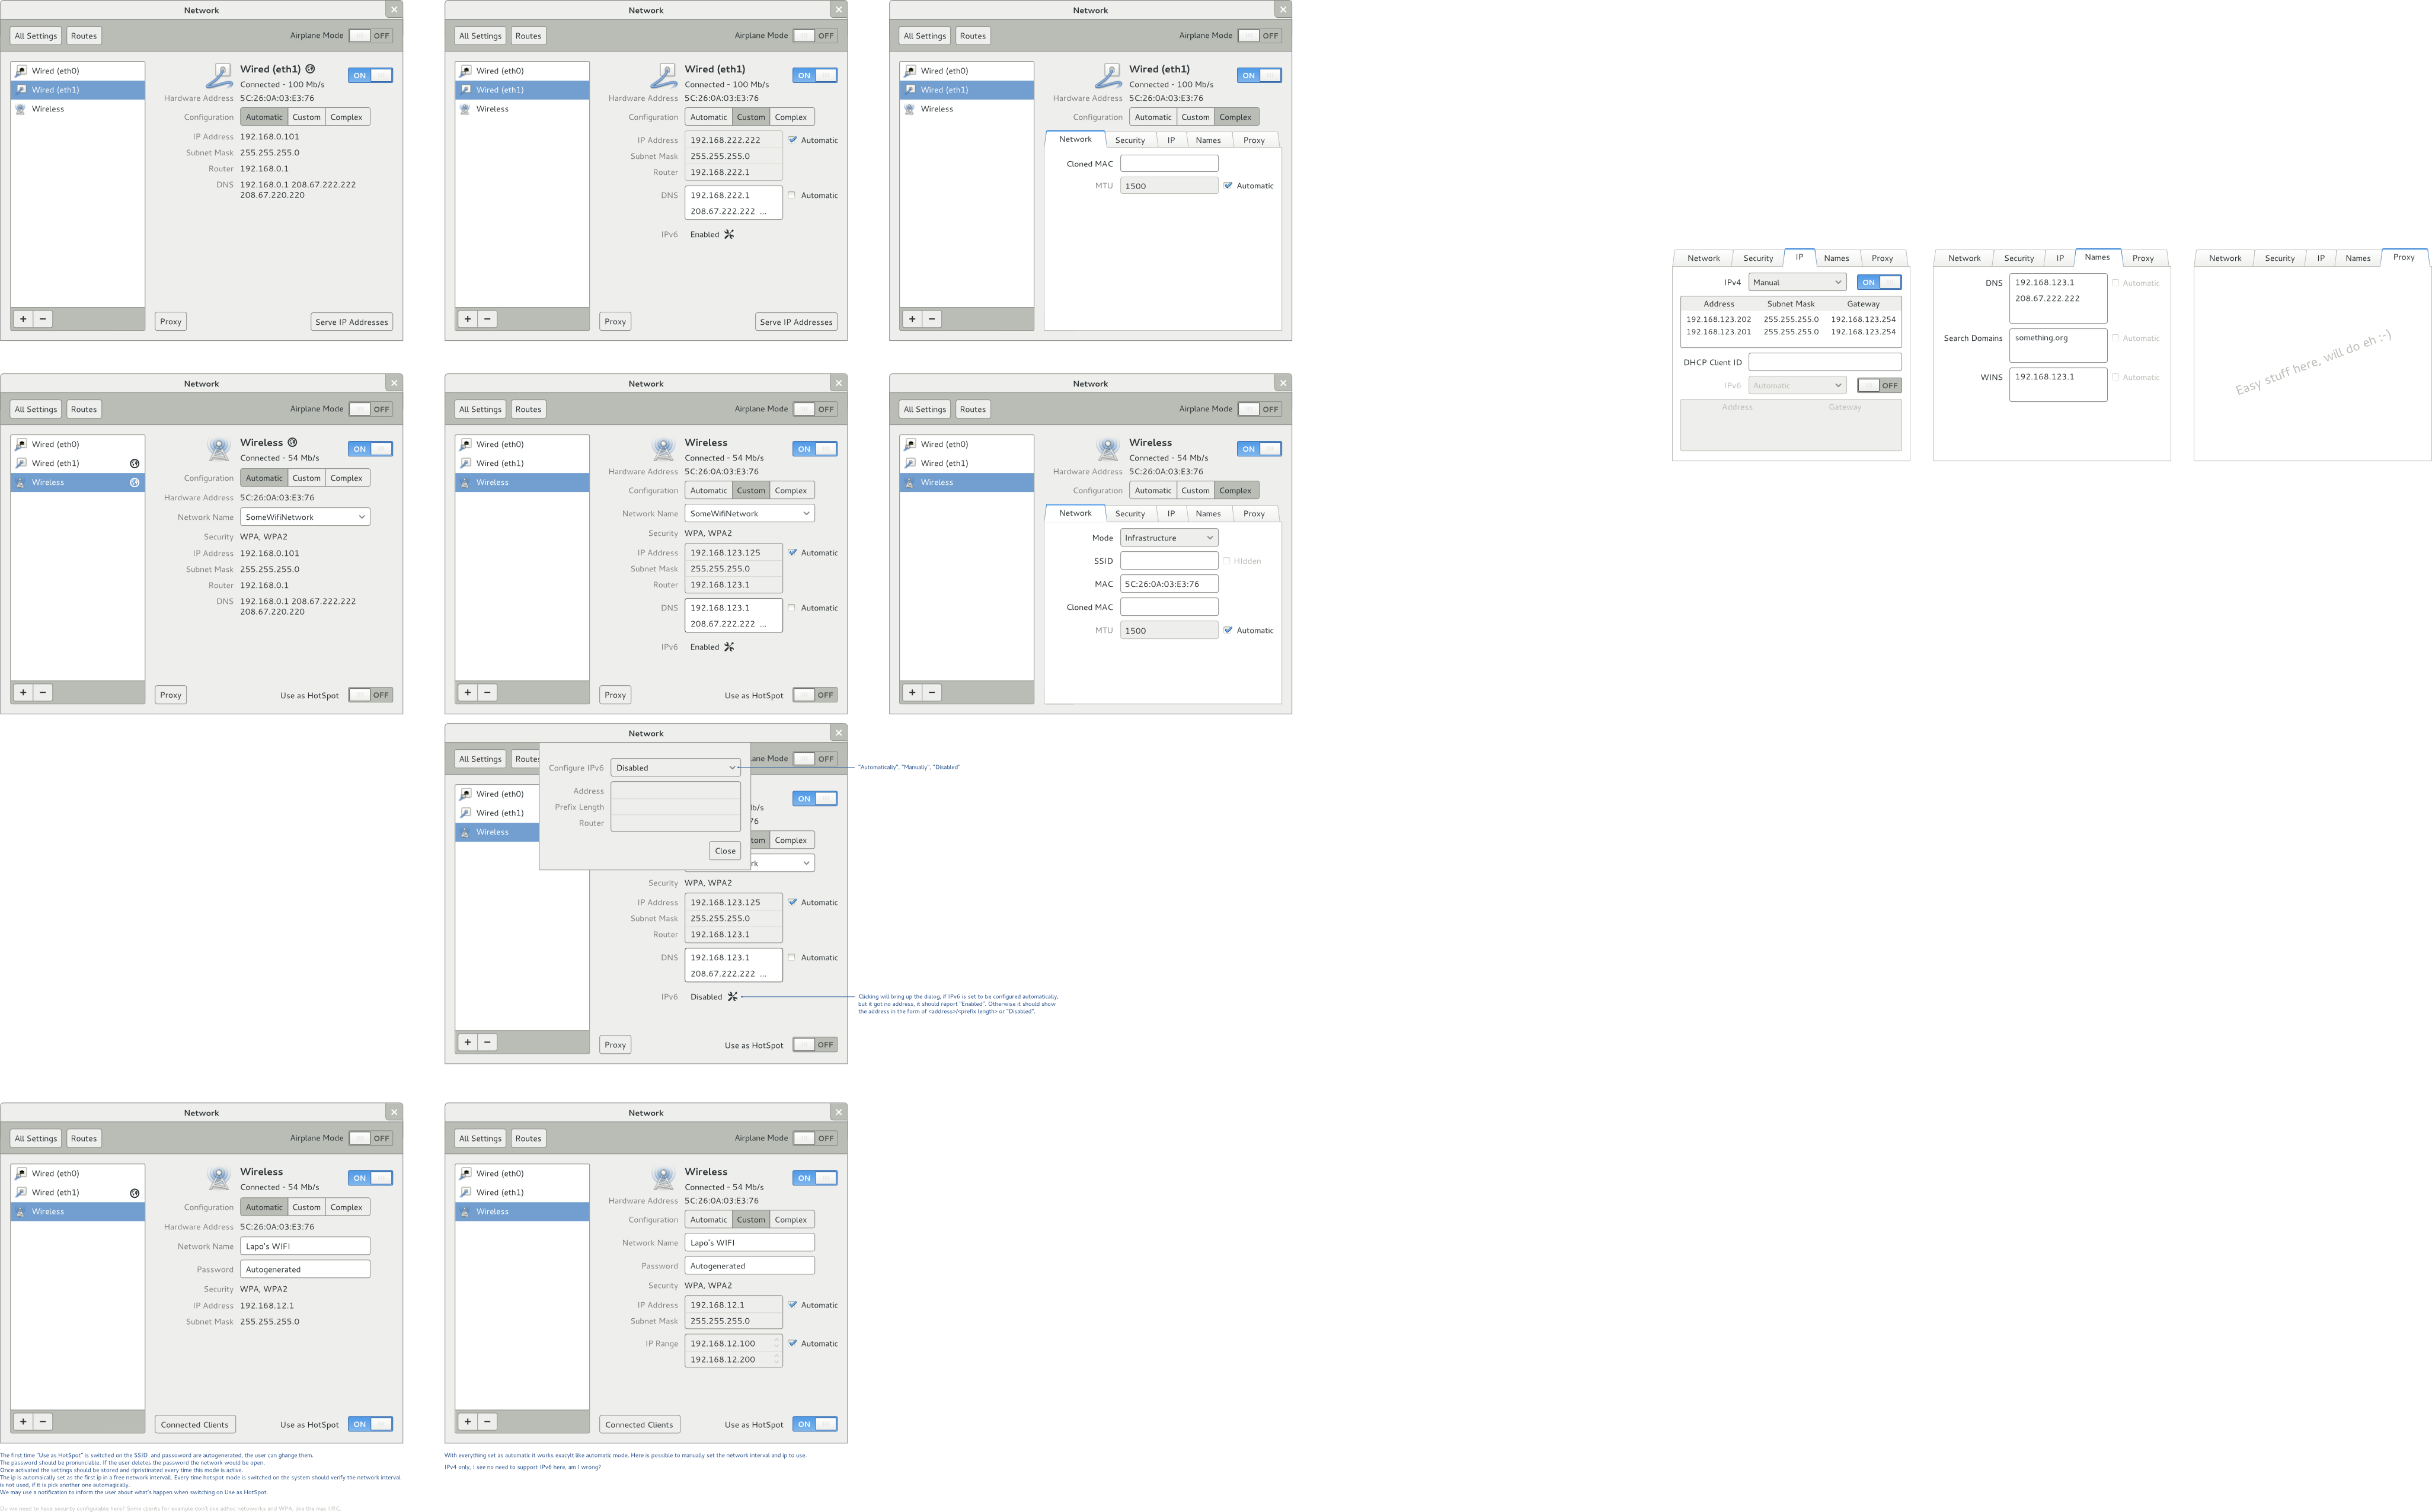 Network
All Settings Routes Airplane Mode OFF
Wired (eth0)
Wired (eth1)
Wireless
Wired (eth1)
Connected - 100 Mb/s
ON
Hardware Address 5C:26:0A:03:E3:76
Configuration Automatic Custom Complex
IP Address 192.168.0.101
Subnet Mask 255.255.255.0
Router 192.168.0.1
DNS 192.168.0.1 208.67.222.222
208.67.220.220
+ − Proxy Serve IP Addresses
Network
All Settings Routes Airplane Mode OFF
Wired (eth0)
Wired (eth1)
Wireless
Wired (eth1)
Connected - 100 Mb/s
ON
Hardware Address 5C:26:0A:03:E3:76
Configuration Automatic Custom Complex
IP Address 192.168.222.222 Automatic
Subnet Mask 255.255.255.0
Router 192.168.222.1
DNS 192.168.222.1 Automatic
208.67.222.222 ...
IPv6 Enabled
+ − Proxy Serve IP Addresses
Network
All Settings Routes Airplane Mode OFF
Wired (eth0)
Wired (eth1)
Wireless
Wired (eth1)
Connected - 100 Mb/s
ON
Hardware Address 5C:26:0A:03:E3:76
Configuration Automatic Custom Complex
Network Security IP Names Proxy
Cloned MAC
MTU 1500 Automatic
+ −
Network Security IP Names Proxy
IPv4 Manual ON
Address Subnet Mask Gateway
192.168.123.202 255.255.255.0 192.168.123.254
192.168.123.201 255.255.255.0 192.168.123.254
DHCP Client ID
IPv6 Automatic OFF
Address Gateway
Network Security IP Names Proxy
DNS 192.168.123.1 Automatic
208.67.222.222
Search Domains something.org Automatic
WINS 192.168.123.1 Automatic
Network Security IP Names Proxy
Easy stuff here, will do eh :-)
Network
All Settings Routes Airplane Mode OFF
Wired (eth0)
Wired (eth1)
Wireless
Wireless
Connected - 54 Mb/s
ON
Configuration Automatic Custom Complex
Hardware Address 5C:26:0A:03:E3:76
Network Name SomeWifiNetwork
Security WPA, WPA2
IP Address 192.168.0.101
Subnet Mask 255.255.255.0
Router 192.168.0.1
DNS 192.168.0.1 208.67.222.222
208.67.220.220
+ − Proxy Use as HotSpot OFF
Network
All Settings Routes Airplane Mode OFF
Wired (eth0)
Wired (eth1)
Wireless
Wireless
Connected - 54 Mb/s
ON
Hardware Address 5C:26:0A:03:E3:76
Configuration Automatic Custom Complex
Network Name SomeWifiNetwork
Security WPA, WPA2
IP Address 192.168.123.125 Automatic
Subnet Mask 255.255.255.0
Router 192.168.123.1
DNS 192.168.123.1 Automatic
208.67.222.222 ...
IPv6 Enabled
+ − Proxy Use as HotSpot OFF
Network
All Settings Routes Airplane Mode OFF
Wired (eth0)
Wired (eth1)
Wireless
Wireless
Connected - 54 Mb/s
ON
Hardware Address 5C:26:0A:03:E3:76
Configuration Automatic Custom Complex
Network Security IP Names Proxy
Mode Infrastructure
SSID HIdden
MAC 5C:26:0A:03:E3:76
Cloned MAC
MTU 1500 Automatic
+ −
Network
All Settings Routes lane Mode OFF
Configure IPv6 Disabled
"Automatically", "Manually", "Disabled"
Address
Prefix Length
Router
Close
Wired (eth0)
Wired (eth1)
Wireless
ON
Mb/s
76
tom Complex
rk
Security WPA, WPA2
IP Address 192.168.123.125 Automatic
Subnet Mask 255.255.255.0
Router 192.168.123.1
DNS 192.168.123.1 Automatic
208.67.222.222 ...
IPv6 Disabled
Clicking will bring up the dialog, if IPv6 is set to be configured automatically,
but it got no address, it should report "Enabled". Otherwise it should show
the address in the form of <address>/<prefix length> or "Disabled".
+ − Proxy Use as HotSpot OFF
Network
All Settings Routes Airplane Mode OFF
Wired (eth0)
Wired (eth1)
Wireless
Wireless
Connected - 54 Mb/s
ON
Configuration Automatic Custom Complex
Hardware Address 5C:26:0A:03:E3:76
Network Name Lapo's WIFI
Password Autogenerated
Security WPA, WPA2
IP Address 192.168.12.1
Subnet Mask 255.255.255.0
+ − Connected Clients Use as HotSpot ON
The first time "Use as HotSpot" is switched on the SSID and passoword are autogenerated, the user can ghange them.
The password should be pronunciable. If the user deletes the password the network would be open.
Once activated the settings should be stored and ripristinated every time this mode is active.
The ip is automaically set as the first ip in a free network intervall. Every time hotspot mode is switched on the system should verify the network interval
is not used, if it is pick another one automagically.
We may use a notification to inform the user about what's happen when switching on Use as HotSpot.
Do we need to have security configurable here? Some clients for example don't like adhoc networks and WPA, like the mac IIRC.
Network
All Settings Routes Airplane Mode OFF
Wired (eth0)
Wired (eth1)
Wireless
Wireless
Connected - 54 Mb/s
ON
Hardware Address 5C:26:0A:03:E3:76
Configuration Automatic Custom Complex
Network Name Lapo's WIFI
Password Autogenerated
Security WPA, WPA2
IP Address 192.168.12.1 Automatic
Subnet Mask 255.255.255.0
IP Range 192.168.12.100 Automatic
192.168.12.200
+ − Connected Clients Use as HotSpot ON
With everything set as automatic it works exacylt like automatic mode. Here is possible to manually set the network interval and ip to use.
IPv4 only, I see no need to support IPv6 here, am I wrong?